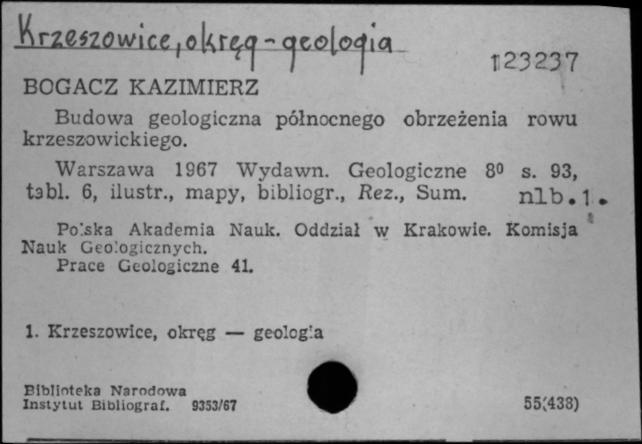 Krzeszowice, okręg - geologia
123237
BOGACZ KAZIMIERZ
Budowa geologiczna północnego obrzeżenia rowu
krzeszowickiego.
Warszawa 1967 Wydawn. Geologiczne 8º s. 93,
tabl. 6, ilustr., mapy, bibliogr., Rez., Sum. nlb.1.
Polska Akademia Nauk. Oddział w Krakowie. Komisja
Nauk Geologicznych.
Prace Geologiczne 41.
1. Krzeszowice, okręg — geologia
Biblioteka Narodowa
Instytut Bibliograf. 9353/67
55(438)